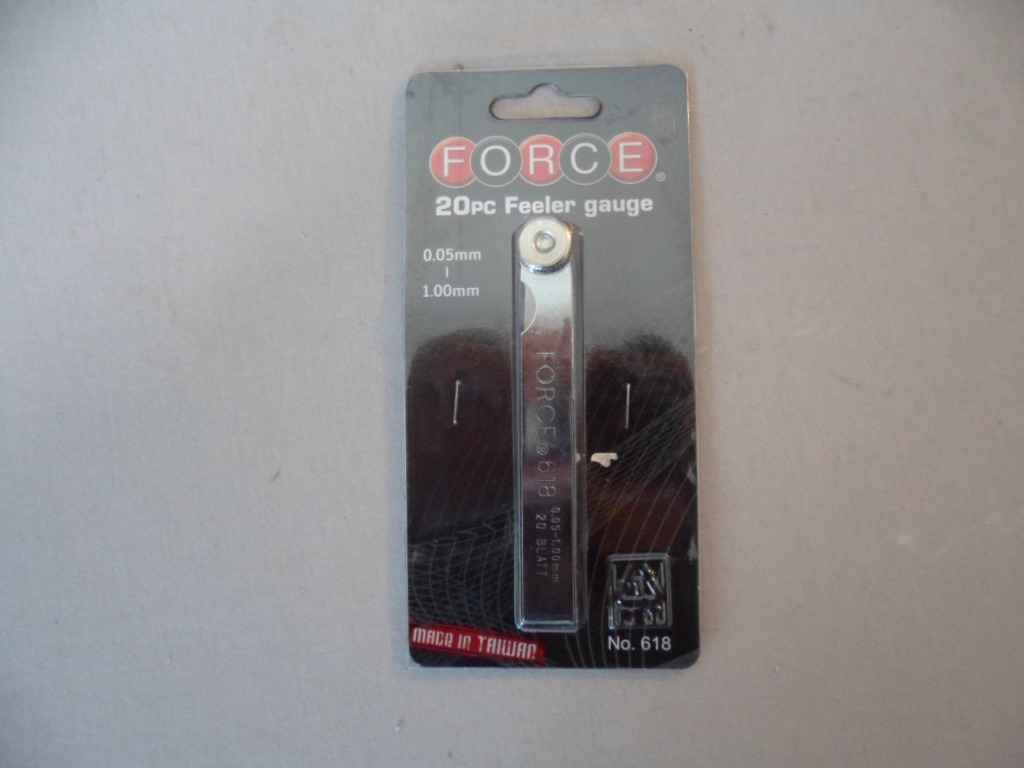 FORCE®
20PC Feeler gauge
0.05mm
1.00mm
FORCE® 618
0.05-1.00mm
20 BLATT
MADE IN TAIWAN
No. 618